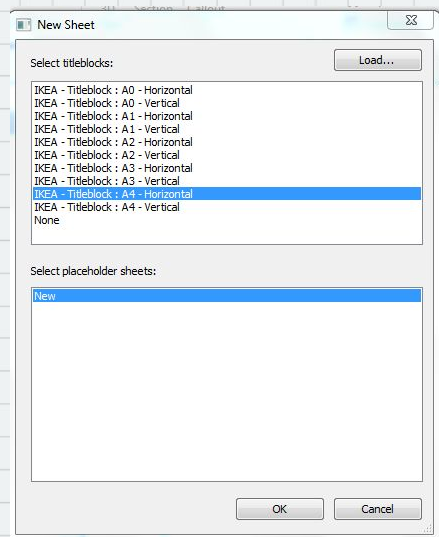 New Sheet
Select titleblocks:
Load...
IKEA - Titleblock : A0 - Horizontal
IKEA - Titleblock : A0 - Vertical
IKEA - Titleblock : A1 - Horizontal
IKEA - Titleblock : A1 - Vertical
IKEA - Titleblock : A2 - Horizontal
IKEA - Titleblock : A2 - Vertical
IKEA - Titleblock : A3 - Horizontal
IKEA - Titleblock : A3 - Vertical
IKEA - Titleblock : A4 - Horizontal
IKEA - Titleblock : A4 - Vertical
None
Select placeholder sheets:
New
OK Cancel